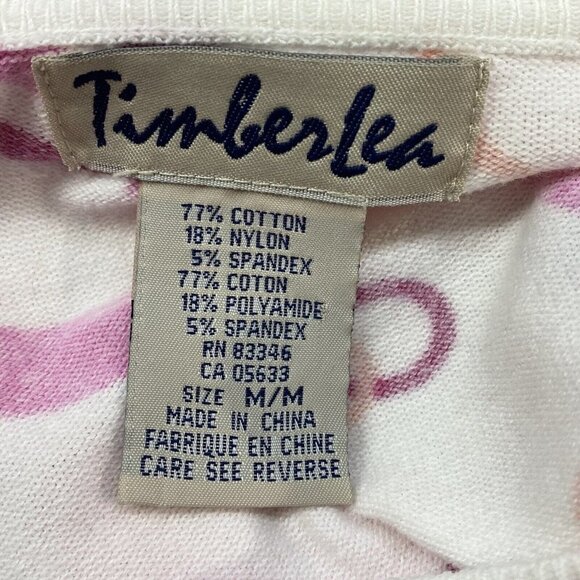 TimberLea
77% COTTON
18% NYLON
5% SPANDEX
77% COTON
18% POLYAMIDE
5% SPANDEX
RN 83346
CA 05633
SIZE M/M
MADE IN CHINA
FABRIQUE EN CHINE
CARE SEE REVERSE